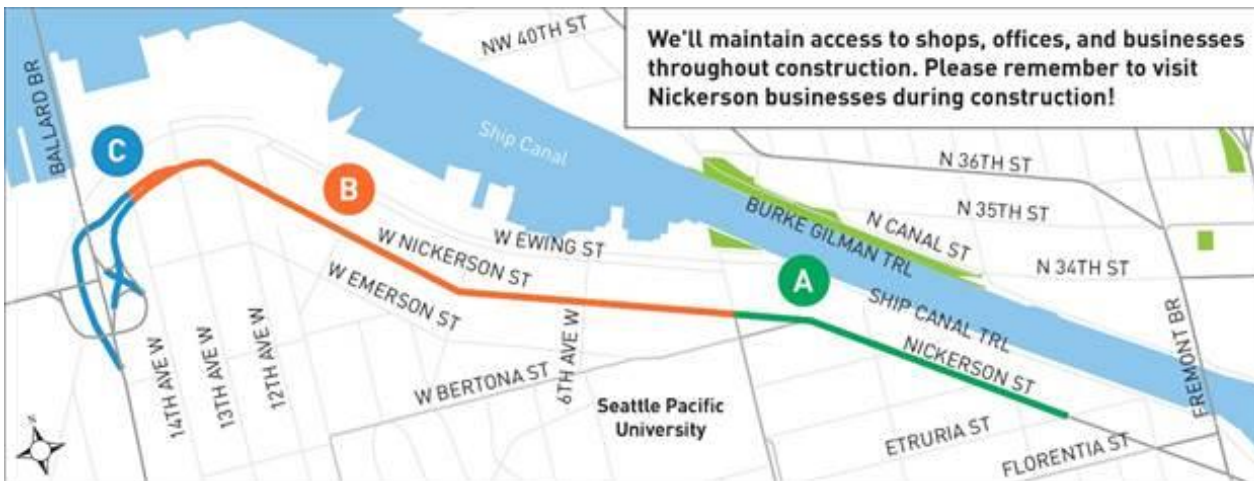 We'll maintain access to shops, offices, and businesses
throughout construction. Please remember to visit
Nickerson businesses during construction!
NW 40TH ST
BALLARD BR
Ship Canal
C
B
A
N 36TH ST
N 35TH ST
N CANAL ST
BURKE GILMAN TRL
N 34TH ST
W EWING ST
W NICKERSON ST
W EMERSON ST
SHIP CANAL TRL
NICKERSON ST
FREMONT BR
14TH AVE W
13TH AVE W
12TH AVE W
6TH AVE W
W BERTONA ST
Seattle Pacific
University
ETRURIA ST
FLORENTIA ST
N